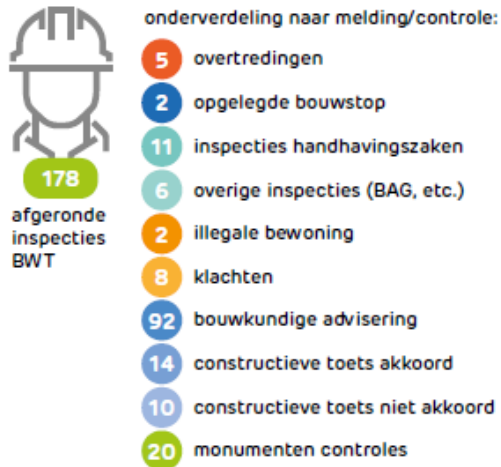 onderverdeling naar melding/controle:
5 overtredingen
2 opgelegde bouwstop
11 inspecties handhavingszaken
6 overige inspecties (BAG, etc.)
2 illegale bewoning
8 klachten
92 bouwkundige advisering
14 constructieve toets akkoord
10 constructieve toets niet akkoord
20 monumenten controles
178
afgeronde
inspecties
BWT